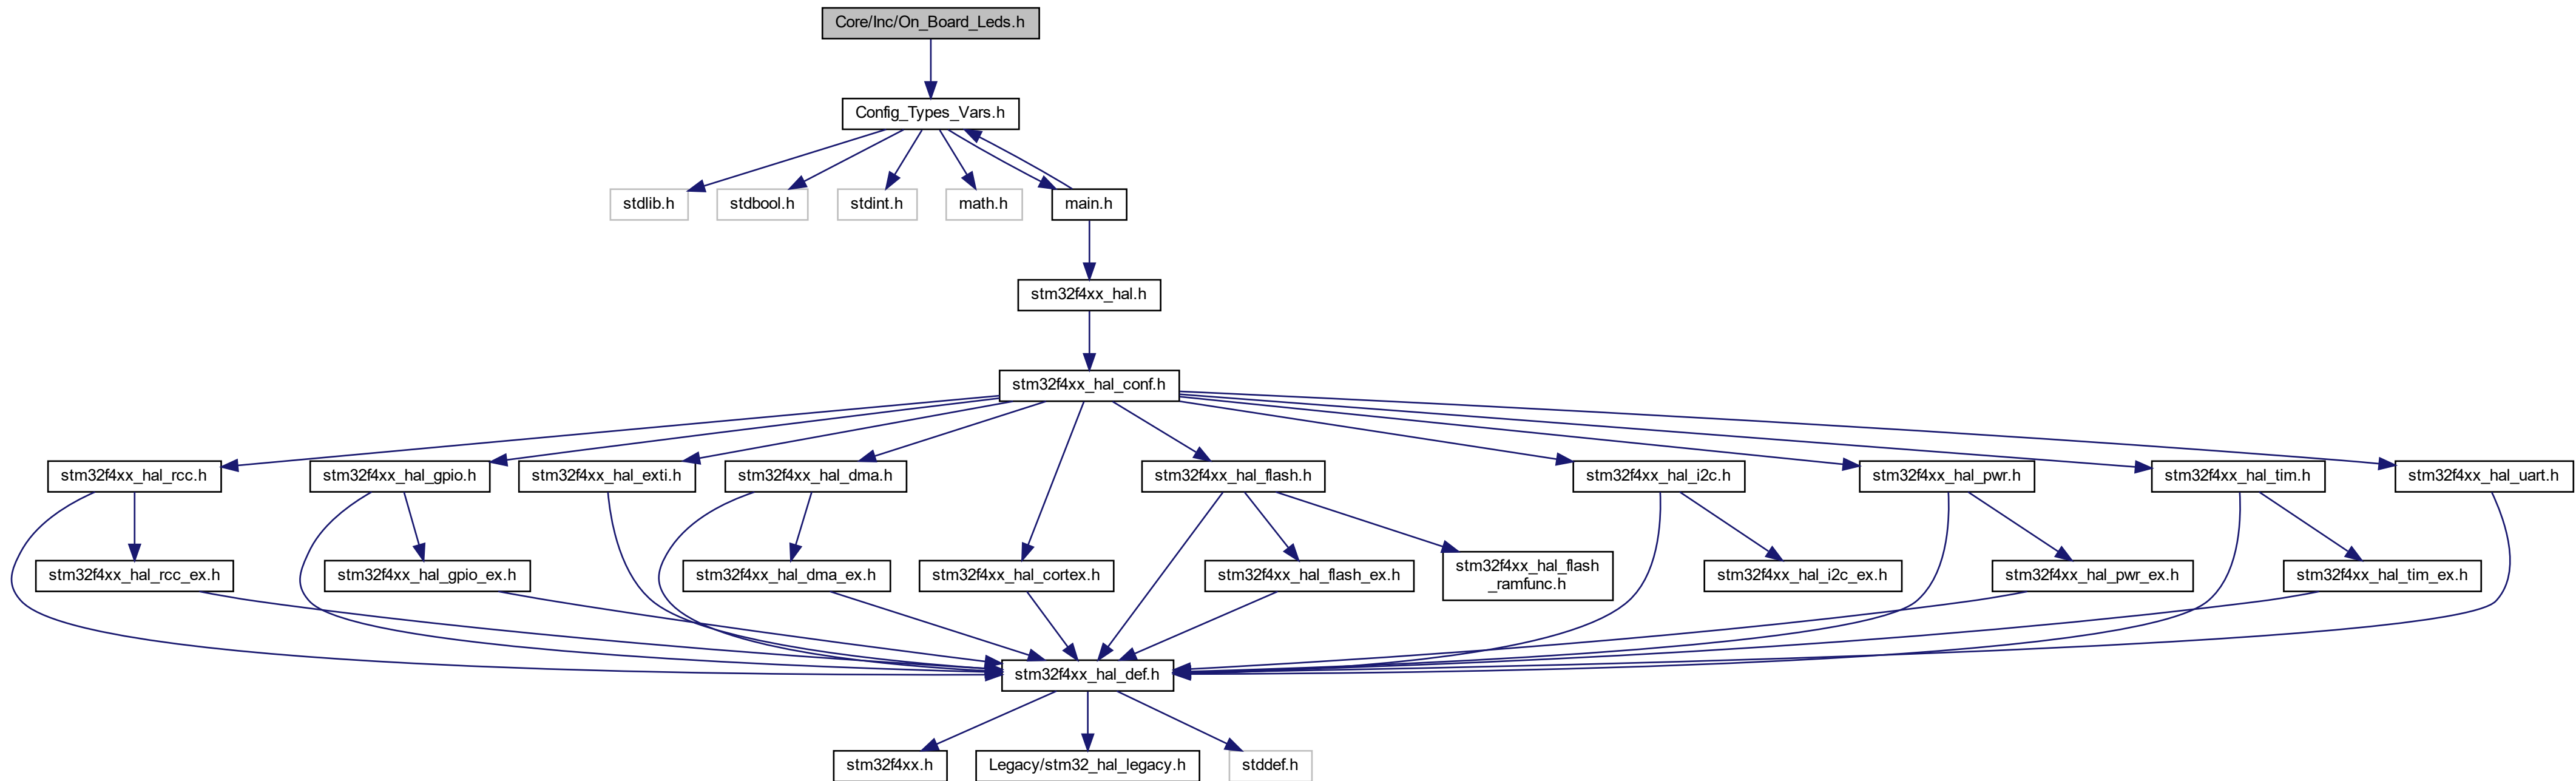 Core/Inc/On_Board_Leds.h
Config_Types_Vars.h
stdlib.h
stdbool.h
stdint.h
math.h
main.h
stm32f4xx_hal.h
stm32f4xx_hal_conf.h
stm32f4xx_hal_rcc.h
stm32f4xx_hal_gpio.h
stm32f4xx_hal_exti.h
stm32f4xx_hal_dma.h
stm32f4xx_hal_flash.h
stm32f4xx_hal_i2c.h
stm32f4xx_hal_pwr.h
stm32f4xx_hal_tim.h
stm32f4xx_hal_uart.h
stm32f4xx_hal_rcc_ex.h
stm32f4xx_hal_gpio_ex.h
stm32f4xx_hal_dma_ex.h
stm32f4xx_hal_cortex.h
stm32f4xx_hal_flash_ex.h
stm32f4xx_hal_flash
_ramfunc.h
stm32f4xx_hal_i2c_ex.h
stm32f4xx_hal_pwr_ex.h
stm32f4xx_hal_tim_ex.h
stm32f4xx_hal_def.h
stm32f4xx.h
Legacy/stm32_hal_legacy.h
stddef.h